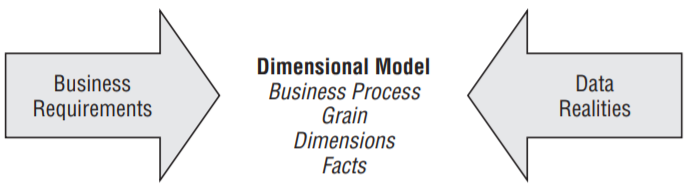 Business
Requirements
Dimensional Model
Business Process
Grain
Dimensions
Facts
Data
Realities